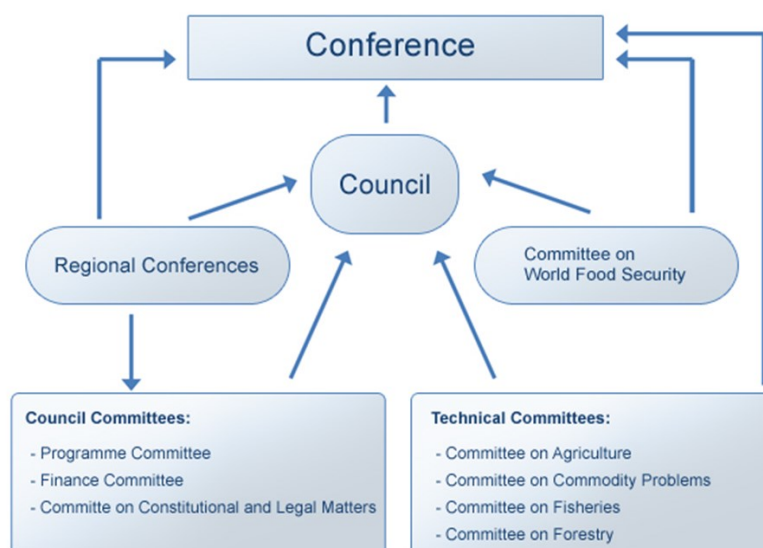 Conference
Council
Regional Conferences
Committee on
World Food Security
Council Committees:
- Programme Committee
- Finance Committee
- Committe on Constitutional and Legal Matters
Technical Committees:
- Committee on Agriculture
- Committee on Commodity Problems
- Committee on Fisheries
- Committee on Forestry